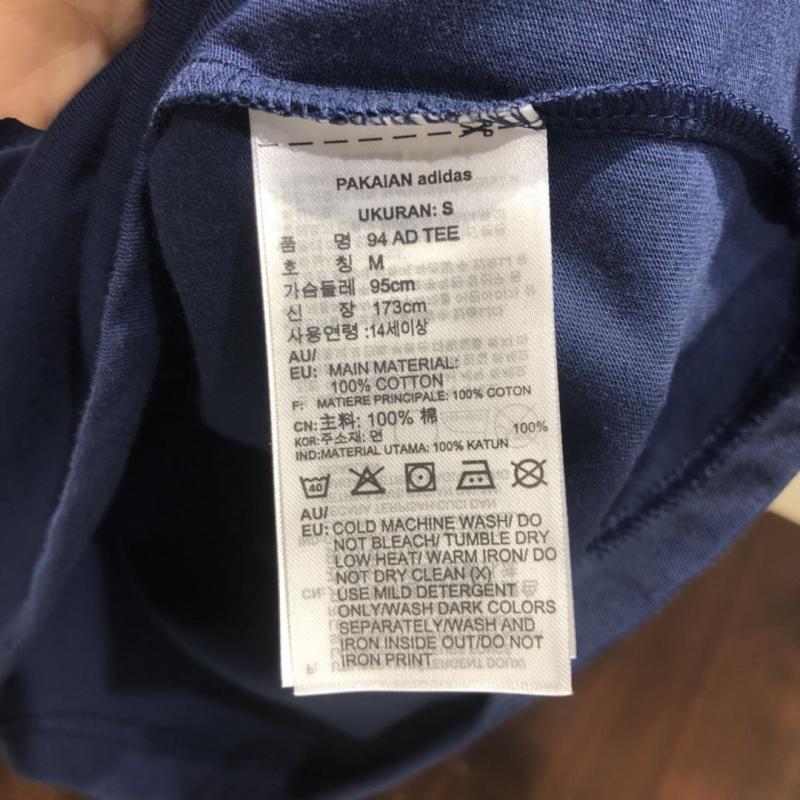 PAKAIAN adidas
UKURAN: S
품 명 94 AD TEE
호 칭 M
가슴둘레 95cm
신 장 173cm
사용연령 :14세이상
AU/
EU: MAIN MATERIAL:
100% COTTON
F: MATIERE PRINCIPALE: 100% COTON
CN:主料: 100% 棉
KOR:주소재: 면 100%
IND:MATERIAL UTAMA: 100% KATUN
40
AU/
EU: COLD MACHINE WASH/ DO
NOT BLEACH/ TUMBLE DRY
LOW HEAT/ WARM IRON/ DO
NOT DRY CLEAN (X)
USE MILD DETERGENT
ONLY/WASH DARK COLORS
SEPARATELY/WASH AND
IRON INSIDE OUT/DO NOT
IRON PRINT